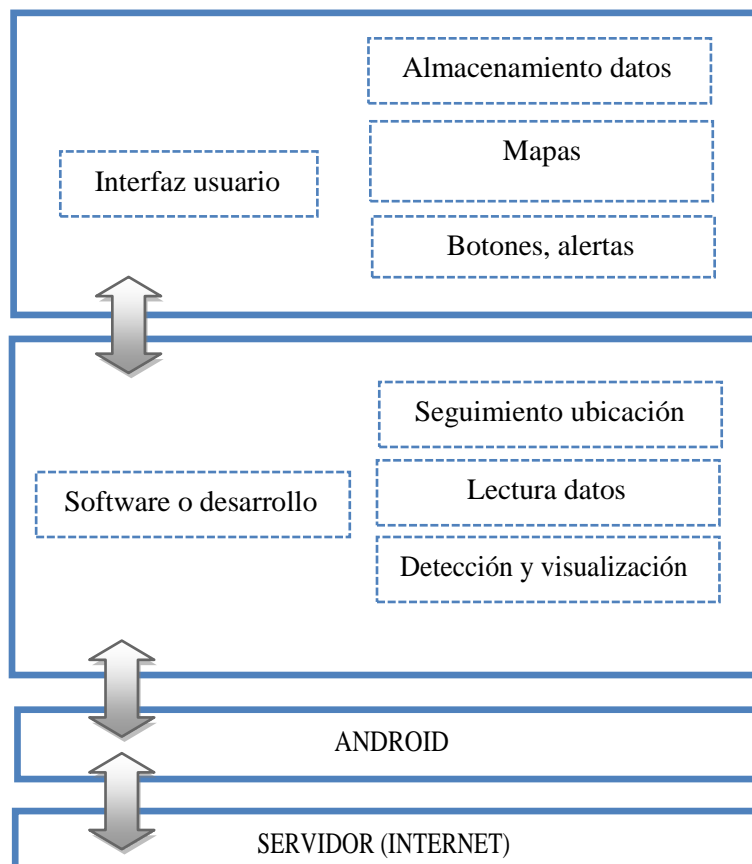 Almacenamiento datos
Interfaz usuario
Mapas
Botones, alertas
Seguimiento ubicación
Software o desarrollo
Lectura datos
Detección y visualización
ANDROID
SERVIDOR (INTERNET)